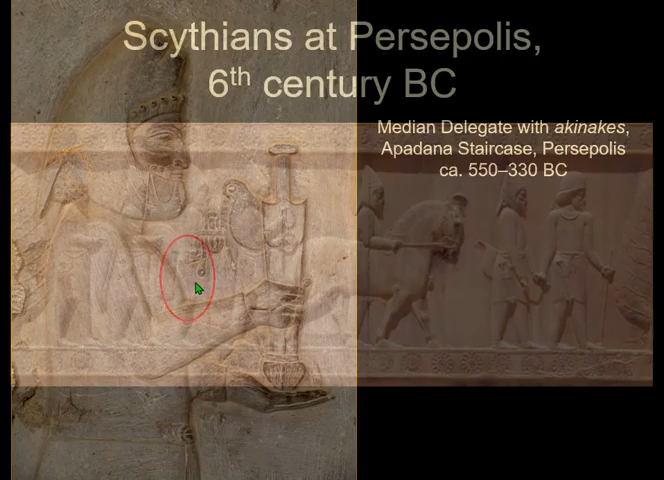 Scythians at Persepolis,
6th century BC
Median Delegate with akinakes,
Apadana Staircase, Persepolis
ca. 550–330 BC